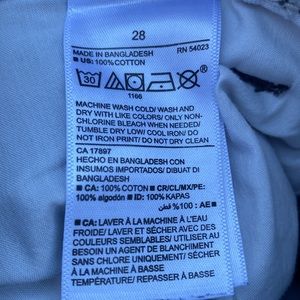 28
MADE IN BANGLADESH RN 54023
■ US: 100% COTTON
30
1166
MACHINE WASH COLD/ WASH AND
DRY WITH LIKE COLORS/ ONLY NON-
CHLORINE BLEACH WHEN NEEDED/
TUMBLE DRY LOW/ COOL IRON/ DO
NOT IRON PRINT/ DO NOT DRY CLEAN
CA 17897
HECHO EN BANGLADESH CON
INSUMOS IMPORTADOS/ DIBUAT DI
BANGLADESH
■ CA: 100% COTON ■ CR/CL/MX/PE:
100% algodón ■ ID: 100% KAPAS
■ AE: 100% قطن
■ CA: LAVER À LA MACHINE À L'EAU
FROIDE/ LAVER ET SÉCHER AVEC DES
COULEURS SEMBLABLES/ UTILISER AU
BESOIN UN AGENT DE BLANCHIMENT
SANS CHLORE UNIQUEMENT/ SÉCHER
À LA MACHINE À BASSE
TEMPÉRATURE/ REPASSER À BASSE